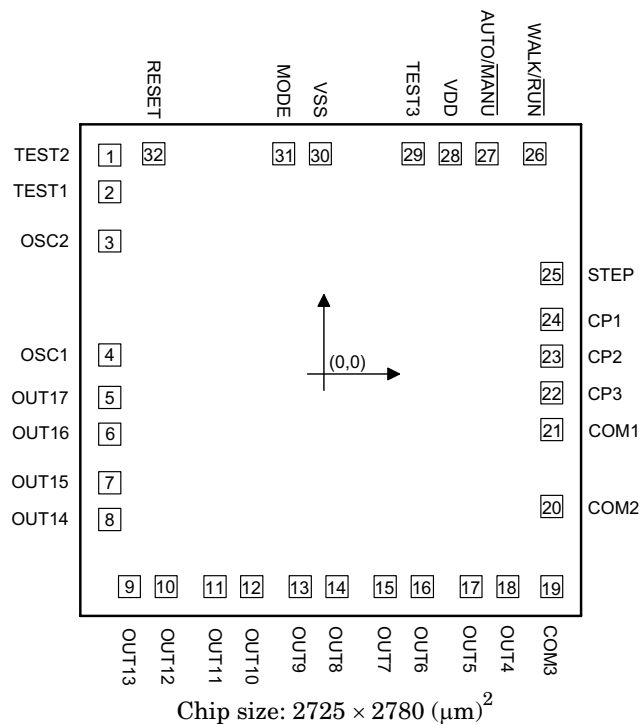 RESET
MODE
VSS
TEST3
VDD
AUTO/MANU
WALK/RUN
TEST2
1
32
31
30
29
28
27
26
TEST1
2
OSC2
3
25
STEP
24
CP1
OSC1
4
(0,0)
23
CP2
OUT17
5
22
CP3
OUT16
6
21
COM1
OUT15
7
OUT14
8
20
COM2
9
10
11
12
13
14
15
16
17
18
19
OUT13
OUT12
OUT11
OUT10
OUT9
OUT8
OUT7
OUT6
OUT5
OUT4
COM3
Chip size: 2725 × 2780 (μm)²